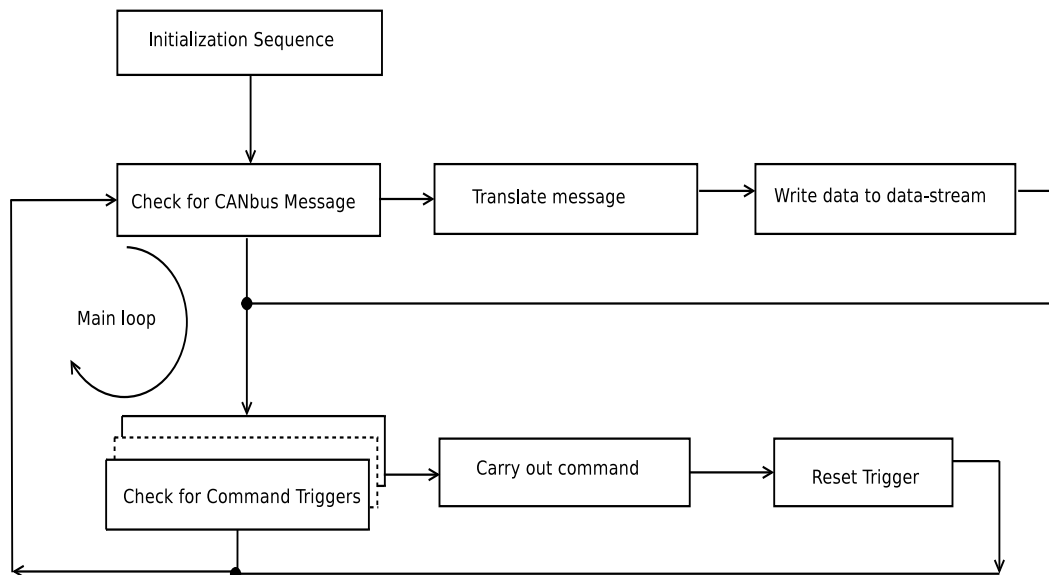 Initialization Sequence
Check for CANbus Message
Translate message
Write data to data-stream
Main loop
Check for Command Triggers
Carry out command
Reset Trigger